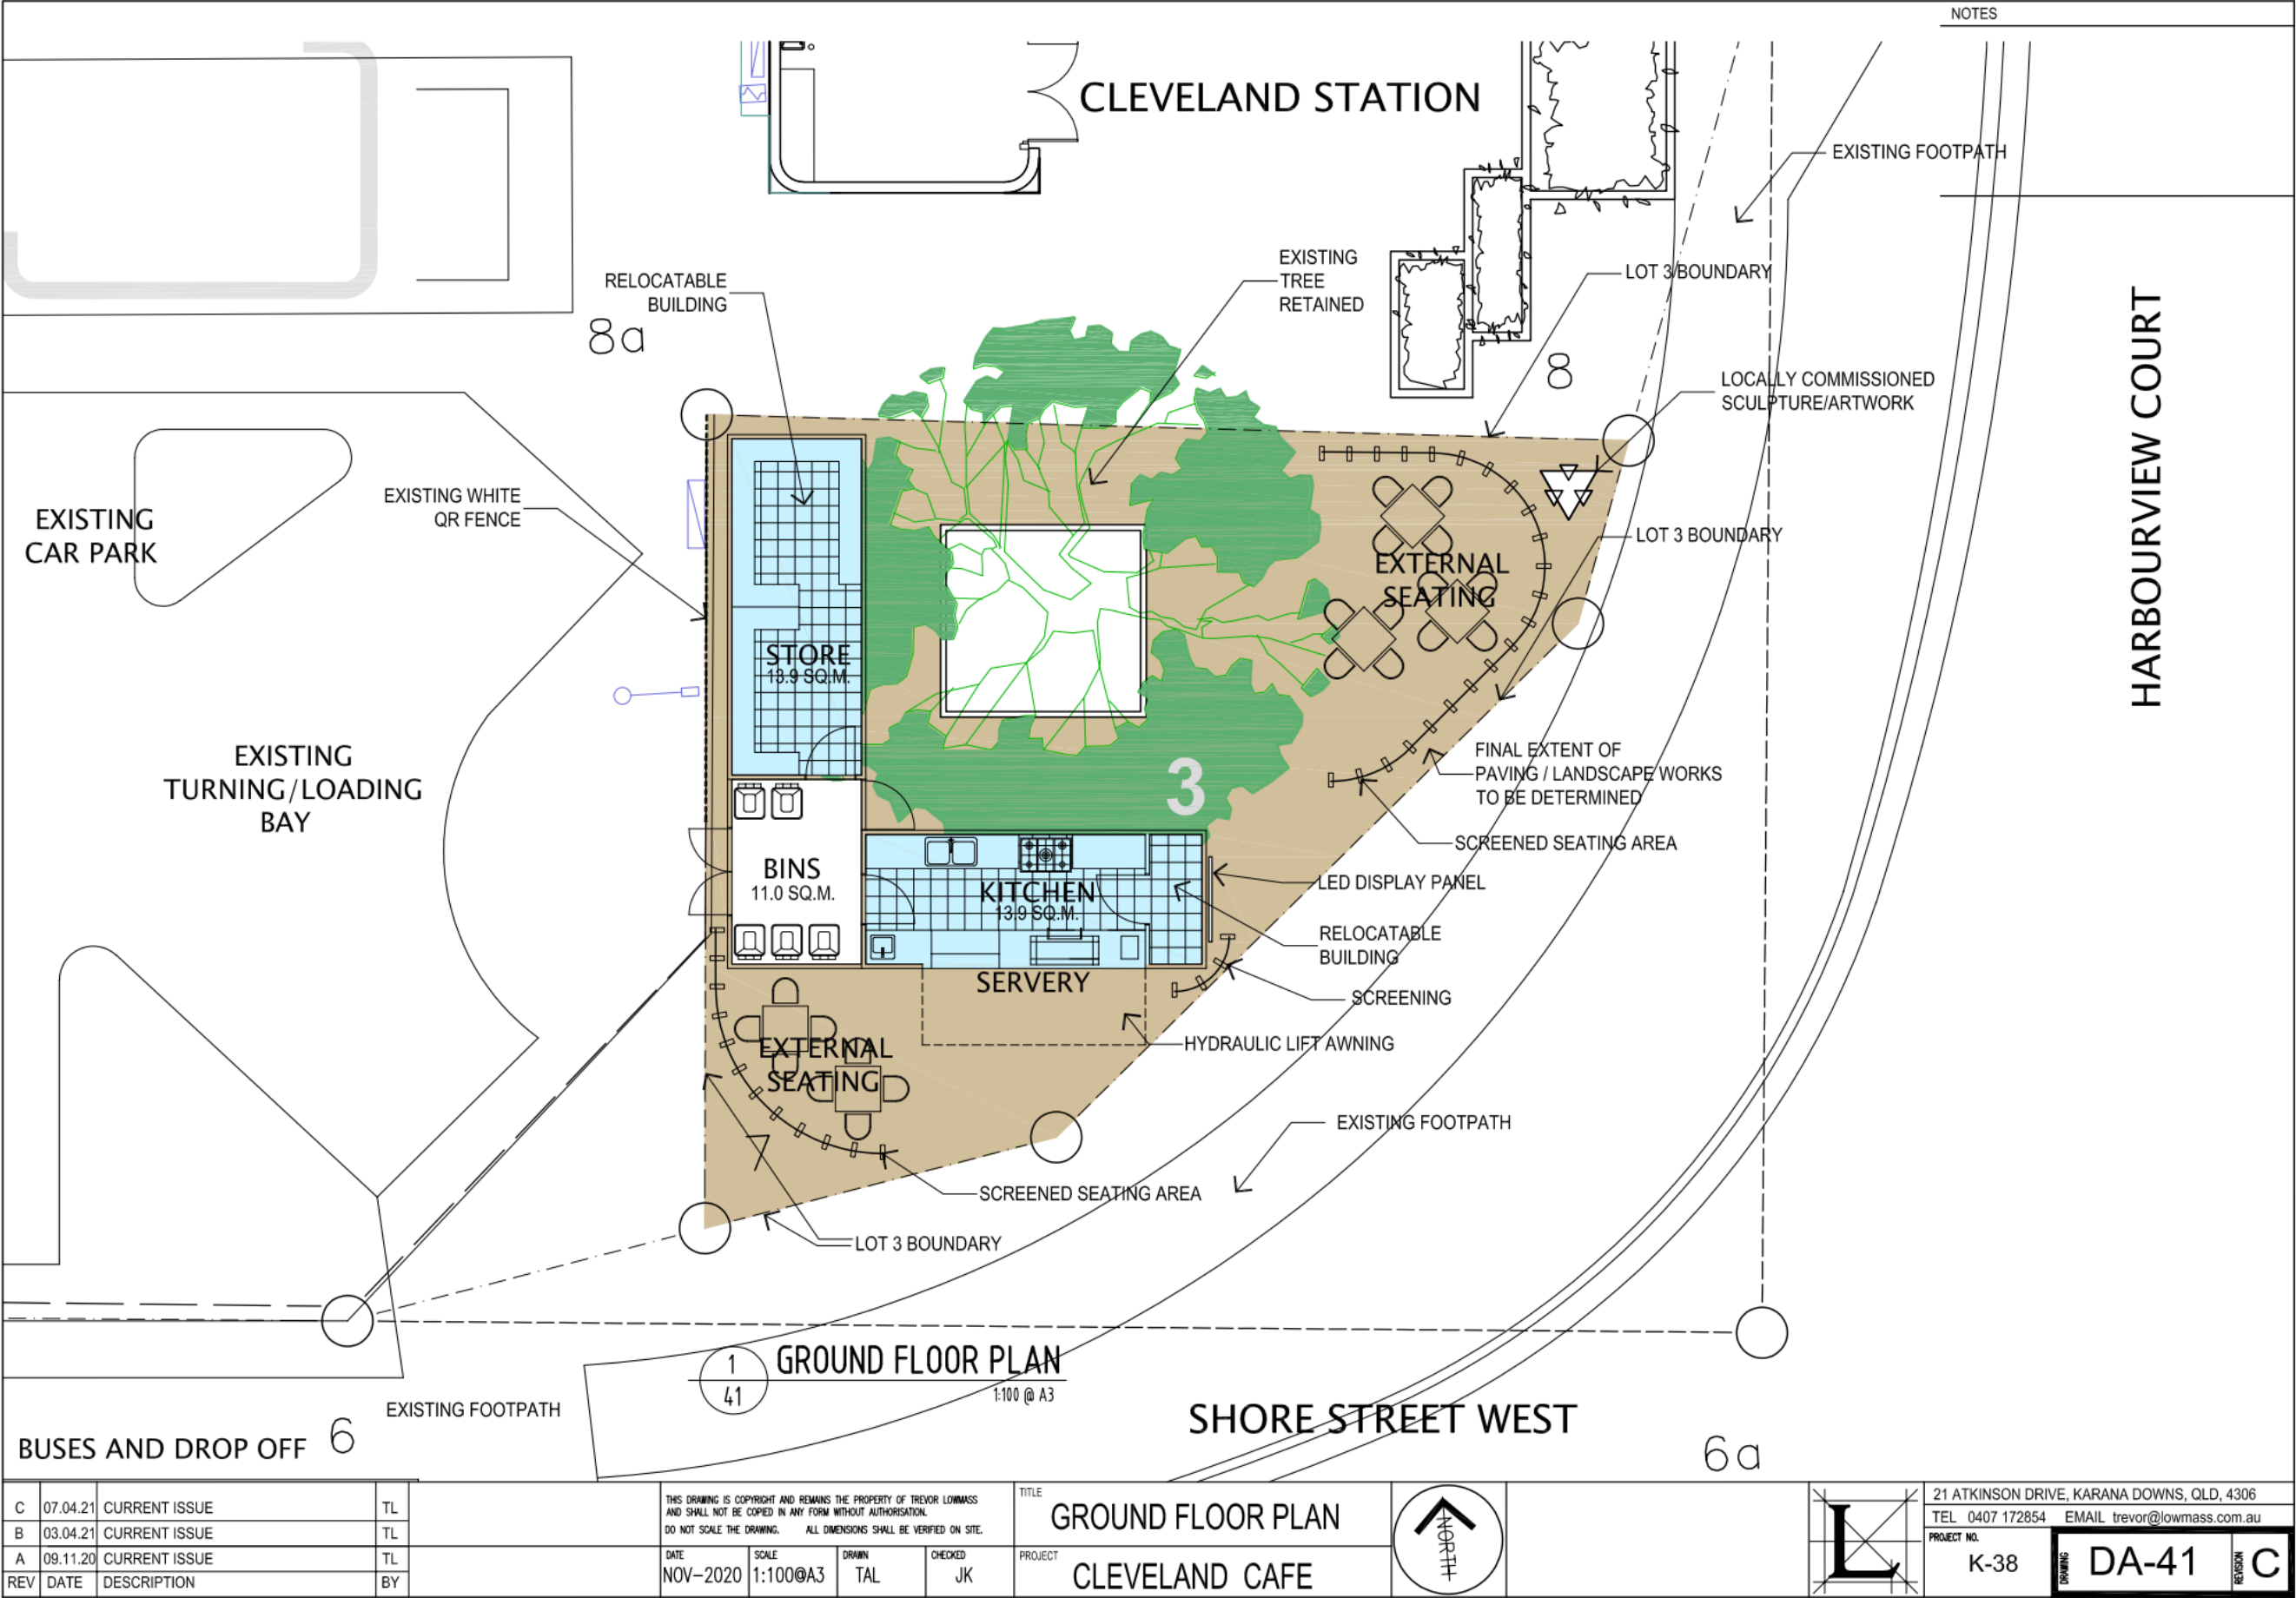 NOTES
CLEVELAND STATION
EXISTING FOOTPATH
EXISTING
TREE
RETAINED
LOT 3 BOUNDARY
RELOCATABLE
BUILDING
8a
8
LOCALLY COMMISSIONED
SCULPTURE/ARTWORK
HARBOURVIEW COURT
EXISTING WHITE
QR FENCE
EXISTING
CAR PARK
LOT 3 BOUNDARY
EXTERNAL
SEATING
STORE
13.9 SQ.M.
EXISTING
TURNING/LOADING
BAY
3
FINAL EXTENT OF
PAVING / LANDSCAPE WORKS
TO BE DETERMINED
SCREENED SEATING AREA
BINS
11.0 SQ.M.
KITCHEN
13.9 SQ.M.
LED DISPLAY PANEL
RELOCATABLE
BUILDING
SERVERY
SCREENING
HYDRAULIC LIFT AWNING
EXTERNAL
SEATING
7
EXISTING FOOTPATH
SCREENED SEATING AREA
LOT 3 BOUNDARY
1
41
GROUND FLOOR PLAN
1:100 @ A3
EXISTING FOOTPATH
SHORE STREET WEST
BUSES AND DROP OFF
6
6a
C 07.04.21 CURRENT ISSUE TL
B 03.04.21 CURRENT ISSUE TL
A 09.11.20 CURRENT ISSUE TL
REV DATE DESCRIPTION BY
THIS DRAWING IS COPYRIGHT AND REMAINS THE PROPERTY OF TREVOR LOWMASS
AND SHALL NOT BE COPIED IN ANY FORM WITHOUT AUTHORISATION.
DO NOT SCALE THE DRAWING. ALL DIMENSIONS SHALL BE VERIFIED ON SITE.
DATE SCALE DRAWN CHECKED
NOV-2020 1:100@A3 TAL JK
TITLE
GROUND FLOOR PLAN
PROJECT
CLEVELAND CAFE
NORTH
L
21 ATKINSON DRIVE, KARANA DOWNS, QLD, 4306
TEL 0407 172854 EMAIL trevor@lowmass.com.au
PROJECT NO.
K-38
DRAWING
DA-41
REVISION
C